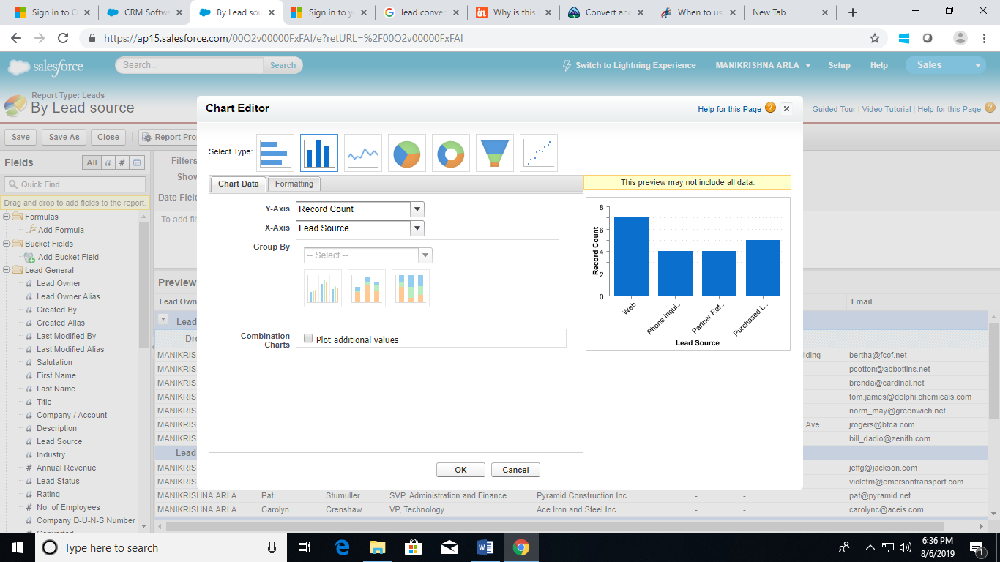 Sign in to C
CRM Softwa
By Lead sou
Sign in to yo
lead conver
Why is this
Convert and
When to us
New Tab
https://ap15.salesforce.com/00O2v00000FxFAI/e?retURL=%2F00O2v00000FxFAI
salesforce
Search...
Search
Switch to Lightning Experience
MANIKRISHNA ARLA
Setup
Help
Sales
Report Type: Leads
By Lead source
Guided Tour | Video Tutorial | Help for this Page
Save
Save As
Close
Report Pro
Chart Editor
Help for this Page
Select Type:
Chart Data
Formatting
Y-Axis
Record Count
X-Axis
Lead Source
Group By
-- Select --
Combination
Charts
Plot additional values
OK
Cancel
This preview may not include all data.
8
6
4
2
0
Record Count
Web
Phone Inqui..
Partner Ref..
Purchased L..
Lead Source
Fields
All
a
#
Quick Find
Drag and drop to add fields to the report.
Formulas
fx Add Formula
Bucket Fields
Add Bucket Field
Lead General
a Lead Owner
a Lead Owner Alias
a Created By
a Created Alias
a Last Modified By
a Last Modified Alias
a Salutation
a First Name
a Last Name
a Title
a Company / Account
a Description
a Lead Source
a Industry
# Annual Revenue
a Lead Status
a Rating
# No. of Employees
a Company D-U-N-S Number
Filters
Show
Date Field
To add filt
Preview
Lead Own
Email
Lead
Dro
MANIKRIS
lding
bertha@fcof.net
MANIKRIS
pcotton@abbottins.net
MANIKRIS
brenda@cardinal.net
MANIKRIS
tom.james@delphi.chemicals.com
MANIKRIS
norm_may@greenwich.net
MANIKRIS
Ave
jrogers@btca.com
MANIKRIS
bill_dadio@zenith.com
Lead
MANIKRIS
jeffg@jackson.com
MANIKRIS
violetm@emersontransport.com
MANIKRISHNA ARLA Pat Stumuller SVP, Administration and Finance Pyramid Construction Inc. - - pat@pyramid.net
MANIKRISHNA ARLA Carolyn Crenshaw VP, Technology Ace Iron and Steel Inc. - - carolync@aceis.com
Type here to search
6:36 PM
8/6/2019
1